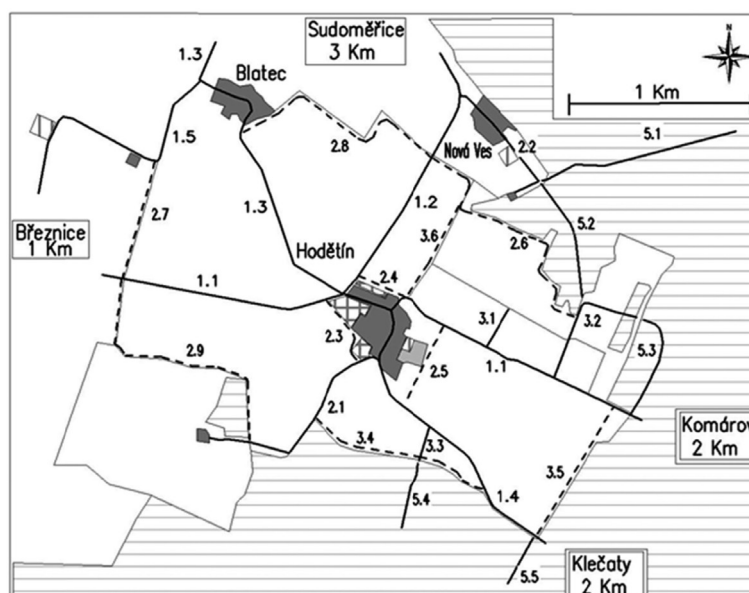 Sudoměřice
3 Km
N
1.3
Blatec
1 Km
5.1
1.5
2.8
Nová Ves
2.2
2.7
1.3
1.2
5.2
Březnice
1 Km
Hodětín
3.6
2.6
2.4
1.1
3.1
3.2
2.3
5.3
2.9
2.5
1.1
2.1
Komárov
2 Km
3.4
3.3
3.5
5.4
1.4
Klečaty
2 Km
5.5